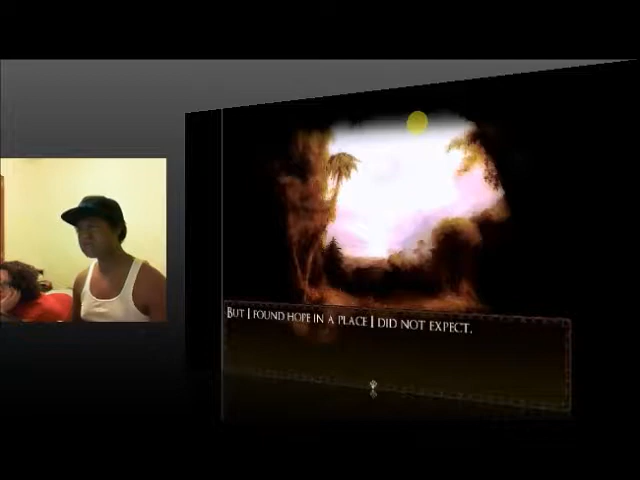 But I found hope in a place I did not expect.